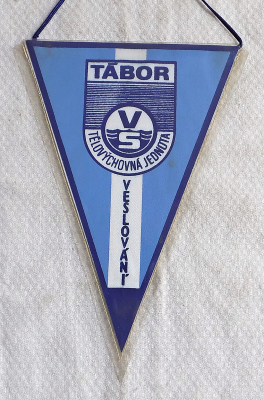 TÁBOR
VS
TĚLOVÝCHOVNÁ JEDNOTA
VESLOVÁNÍ